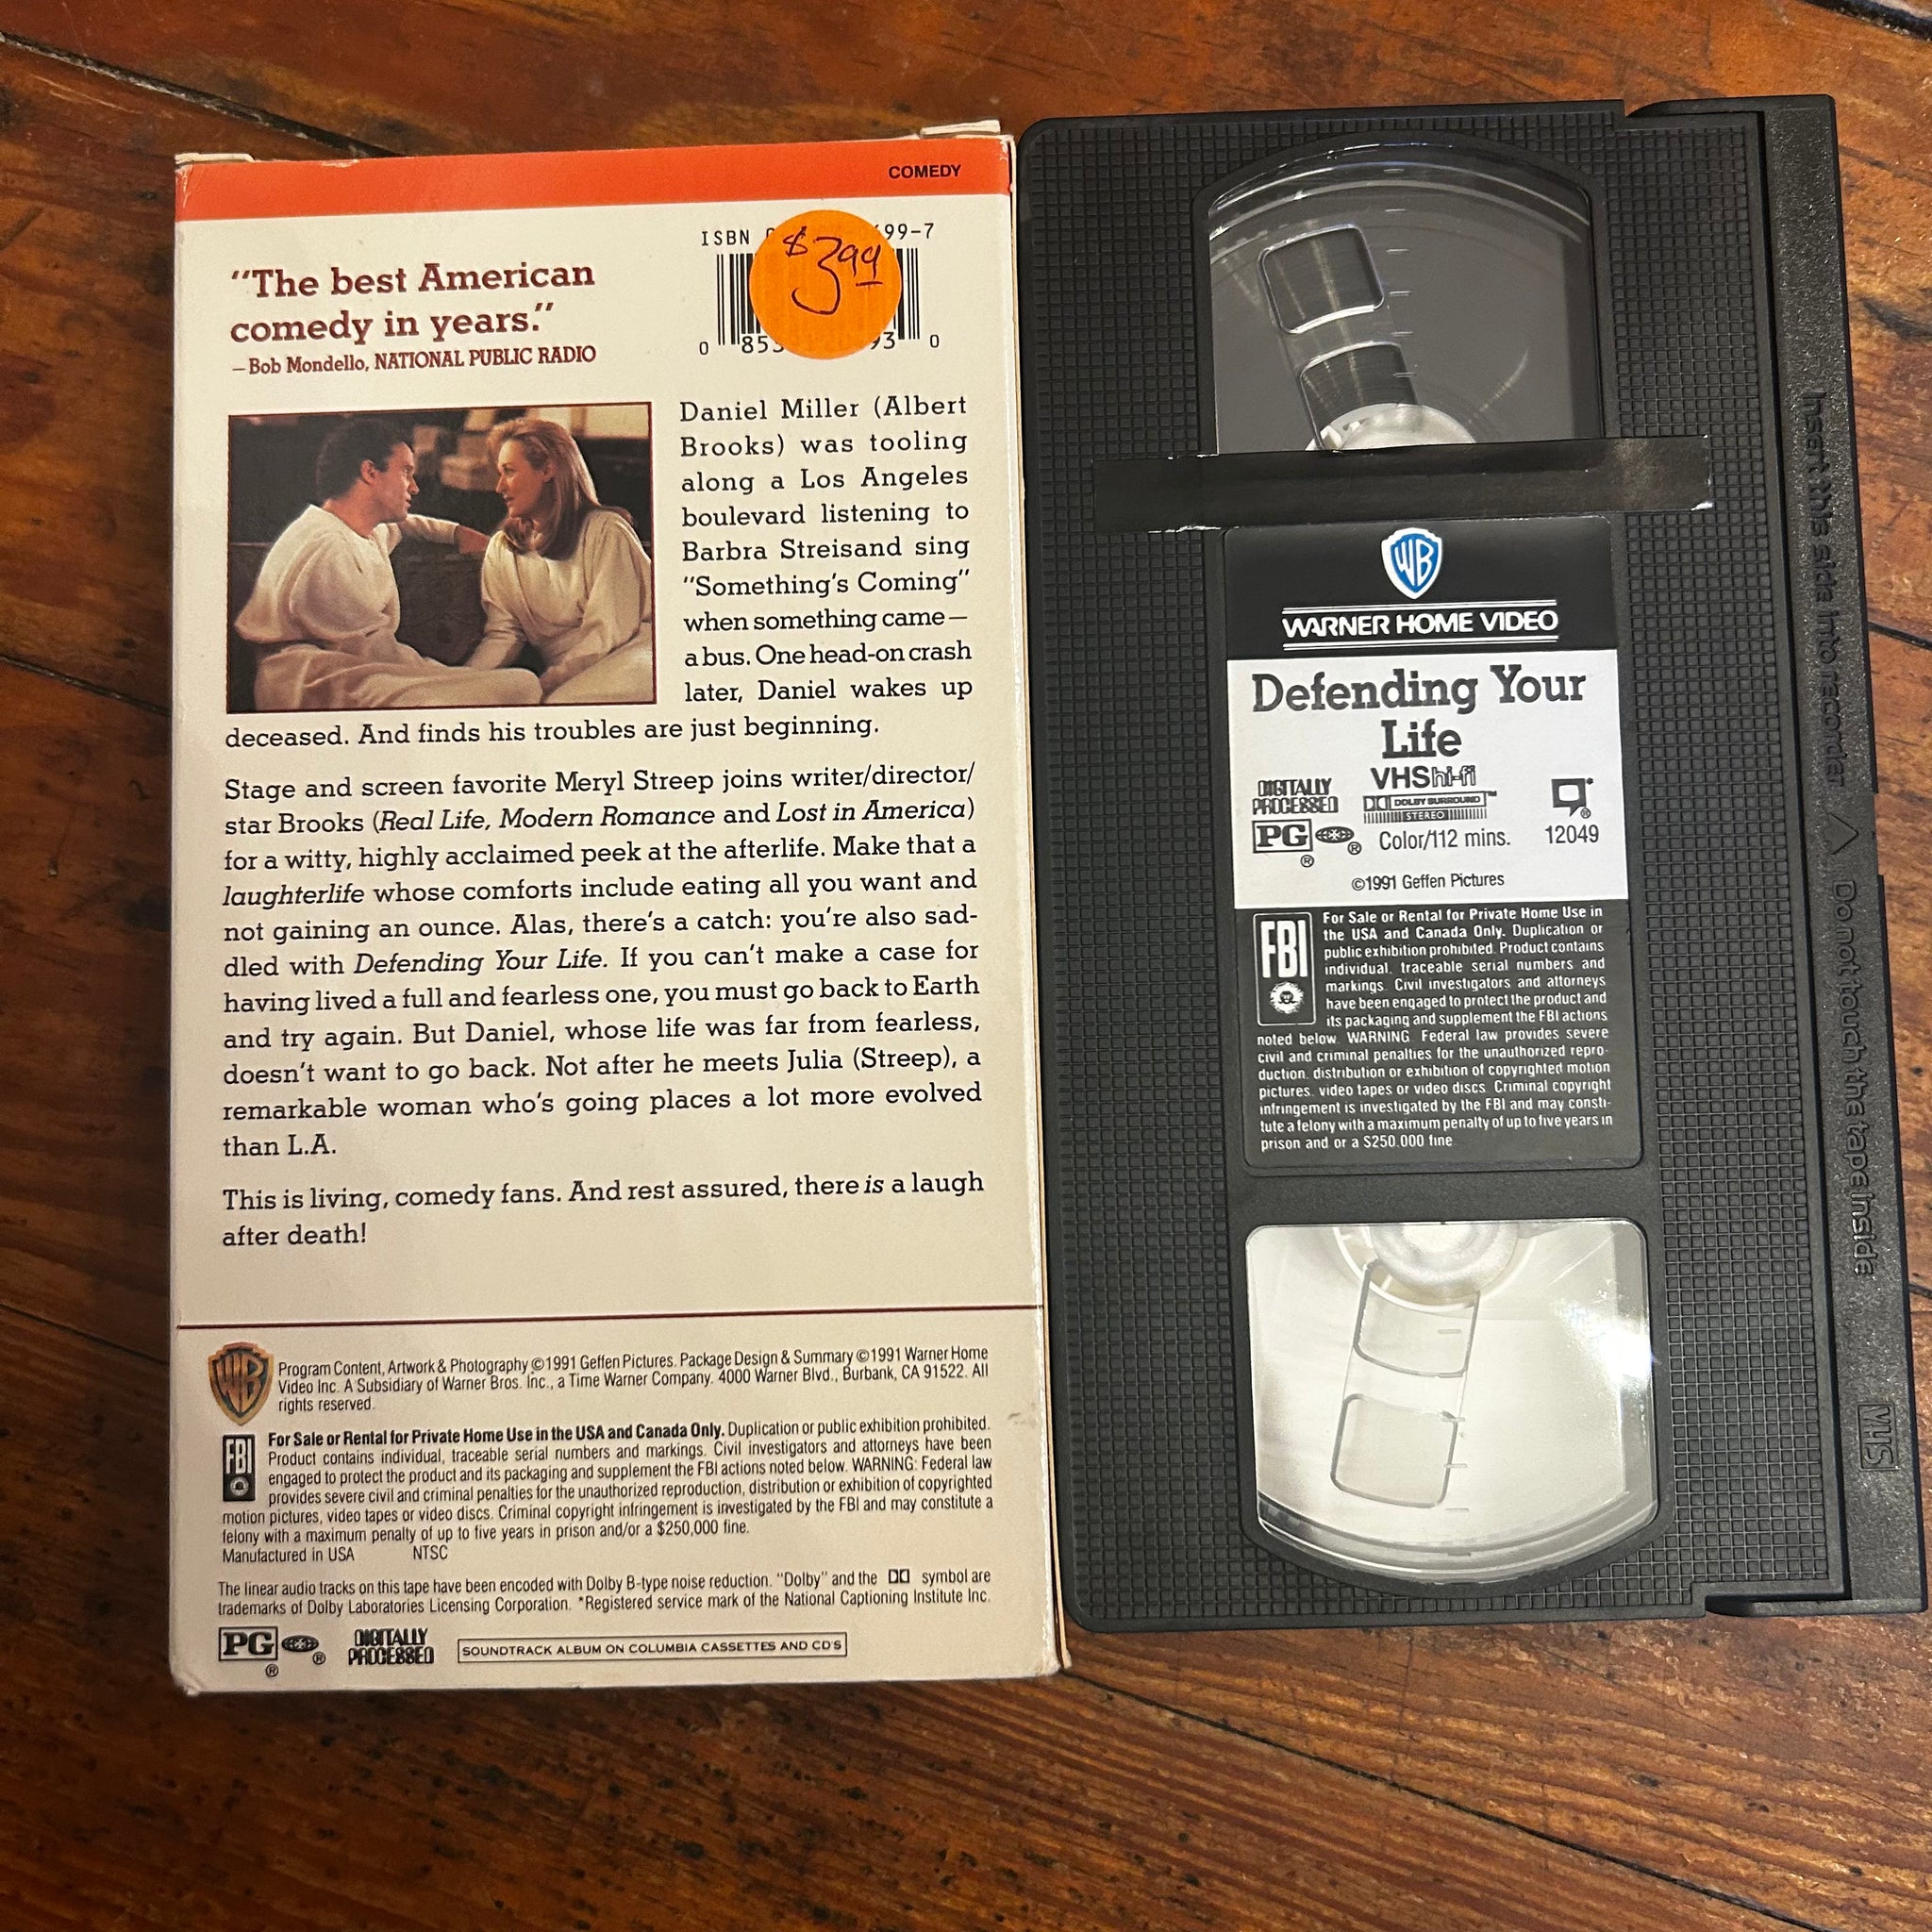 COMEDY
ISBN 99-7
$3.99
0 85 93 0
"The best American
comedy in years."
—Bob Mondello, NATIONAL PUBLIC RADIO
Daniel Miller (Albert
Brooks) was tooling
along a Los Angeles
boulevard listening to
Barbra Streisand sing
"Something's Coming"
when something came—
a bus. One head-on crash
later, Daniel wakes up
deceased. And finds his troubles are just beginning.
Stage and screen favorite Meryl Streep joins writer/director/
star Brooks (Real Life, Modern Romance and Lost in America)
for a witty, highly acclaimed peek at the afterlife. Make that a
laughterlife whose comforts include eating all you want and
not gaining an ounce. Alas, there's a catch: you're also sad-
dled with Defending Your Life. If you can't make a case for
having lived a full and fearless one, you must go back to Earth
and try again. But Daniel, whose life was far from fearless,
doesn't want to go back. Not after he meets Julia (Streep), a
remarkable woman who's going places a lot more evolved
than L.A.
This is living, comedy fans. And rest assured, there is a laugh
after death!
WB
Program Content, Artwork & Photography ©1991 Geffen Pictures. Package Design & Summary ©1991 Warner Home
Video Inc. A Subsidiary of Warner Bros. Inc., a Time Warner Company. 4000 Warner Blvd., Burbank, CA 91522. All
rights reserved.
FBI
For Sale or Rental for Private Home Use in the USA and Canada Only. Duplication or public exhibition prohibited.
Product contains individual, traceable serial numbers and markings. Civil investigators and attorneys have been
engaged to protect the product and its packaging and supplement the FBI actions noted below. WARNING: Federal law
provides severe civil and criminal penalties for the unauthorized reproduction, distribution or exhibition of copyrighted
motion pictures, video tapes or video discs. Criminal copyright infringement is investigated by the FBI and may constitute a
felony with a maximum penalty of up to five years in prison and/or a $250,000 fine.
Manufactured in USA NTSC
The linear audio tracks on this tape have been encoded with Dolby B-type noise reduction. "Dolby" and the symbol are
trademarks of Dolby Laboratories Licensing Corporation. *Registered service mark of the National Captioning Institute Inc.
PG ® ®
DIGITALLY
PROCESSED
SOUNDTRACK ALBUM ON COLUMBIA CASSETTES AND CD'S
WB
WARNER HOME VIDEO
Defending Your
Life
VHS hi-fi
DIGITALLY
PROCESSED
DOLBY SURROUND™
STEREO
PG ® ®
Color/112 mins.
*
®
12049
©1991 Geffen Pictures
FBI
For Sale or Rental for Private Home Use in
the USA and Canada Only. Duplication or
public exhibition prohibited. Product contains
individual, traceable serial numbers and
markings. Civil investigators and attorneys
have been engaged to protect the product and
its packaging and supplement the FBI actions
noted below. WARNING Federal law provides severe
civil and criminal penalties for the unauthorized repro-
duction, distribution or exhibition of copyrighted motion
pictures, video tapes or video discs. Criminal copyright
infringement is investigated by the FBI and may consti-
tute a felony with a maximum penalty of up to five years in
prison and or a $250.000 fine
Insert this side into recorder
Do not touch the tape inside
VHS